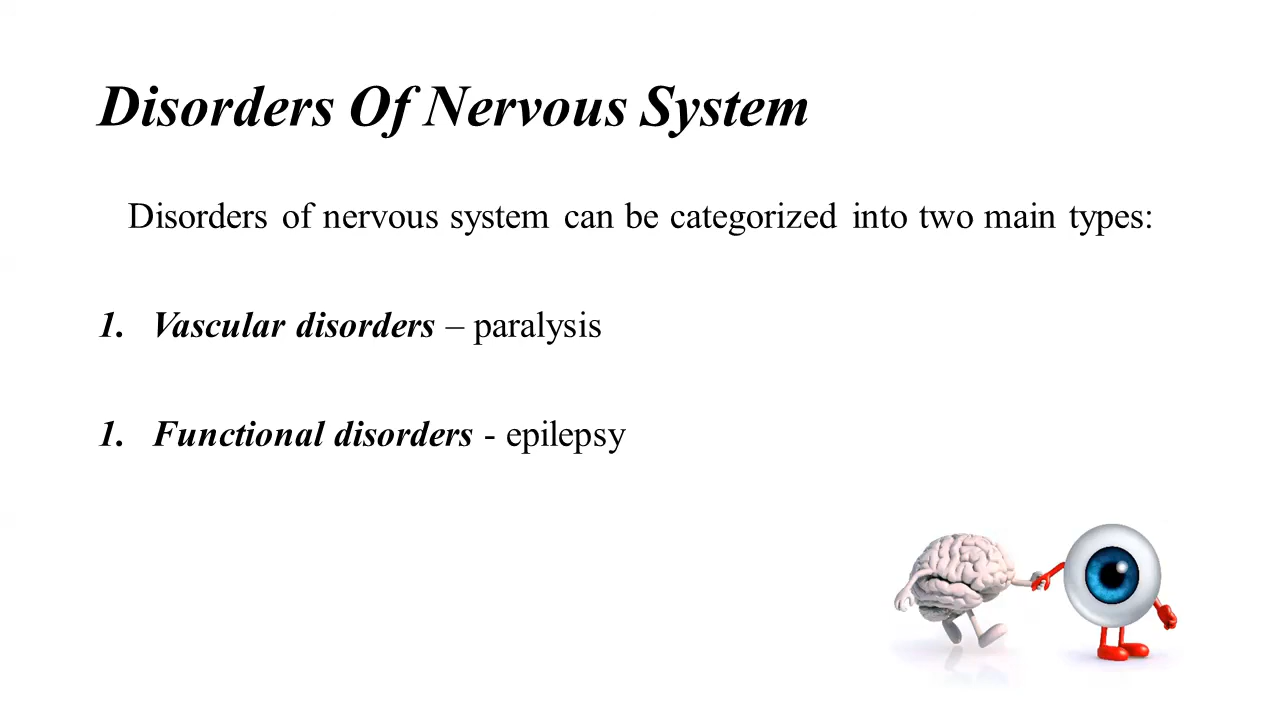 Disorders Of Nervous System
Disorders of nervous system can be categorized into two main types:
1. Vascular disorders – paralysis
1. Functional disorders - epilepsy